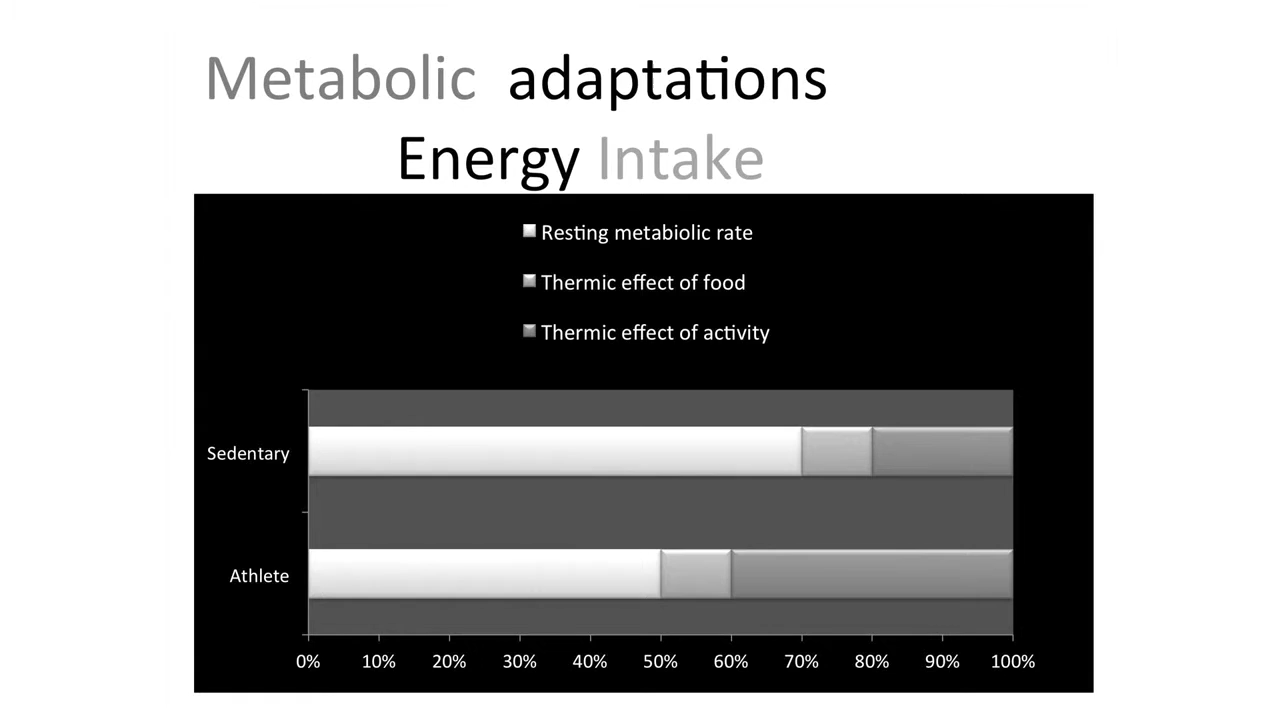 Metabolic adaptations
Energy Intake
Resting metabiolic rate
Thermic effect of food
Thermic effect of activity
Sedentary
Athlete
0% 10% 20% 30% 40% 50% 60% 70% 80% 90% 100%